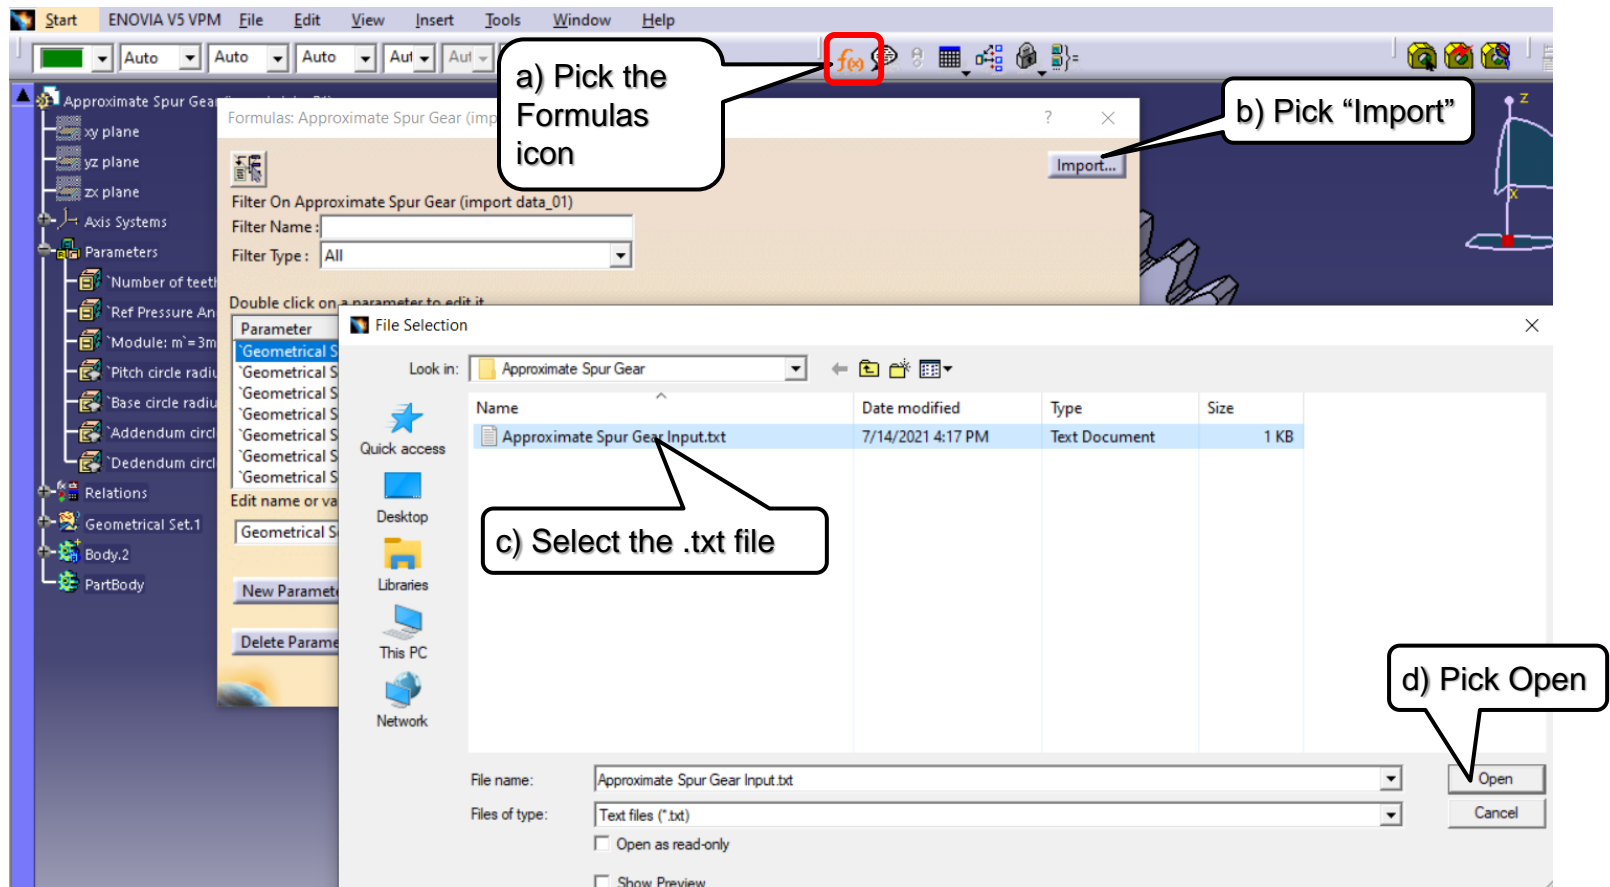 Start ENOVIA V5 VPM File Edit View Insert Tools Window Help
Auto Auto Auto Aut Aut
a) Pick the
Formulas
icon
b) Pick “Import”
Approximate Spur Gear
xy plane
yz plane
zx plane
Axis Systems
Parameters
`Number of teeth
`Ref Pressure An
`Module: m`=3m
`Pitch circle radiu
`Base circle radiu
`Addendum circl
`Dedendum circl
Relations
Geometrical Set.1
Body.2
PartBody
Formulas: Approximate Spur Gear (imp
? ×
Import...
Filter On Approximate Spur Gear (import data_01)
Filter Name :
Filter Type : All
Double click on a parameter to edit it
Parameter
`Geometrical S
`Geometrical S
`Geometrical S
`Geometrical S
`Geometrical S
`Geometrical S
`Geometrical S
Edit name or va
Geometrical S
New Paramet
Delete Parame
z
x
File Selection
Look in: Approximate Spur Gear
Name Date modified Type Size
Approximate Spur Gear Input.txt 7/14/2021 4:17 PM Text Document 1 KB
Quick access
Desktop
Libraries
This PC
Network
c) Select the .txt file
d) Pick Open
File name: Approximate Spur Gear Input.txt Open
Files of type: Text files (*.txt) Cancel
Open as read-only
Show Preview